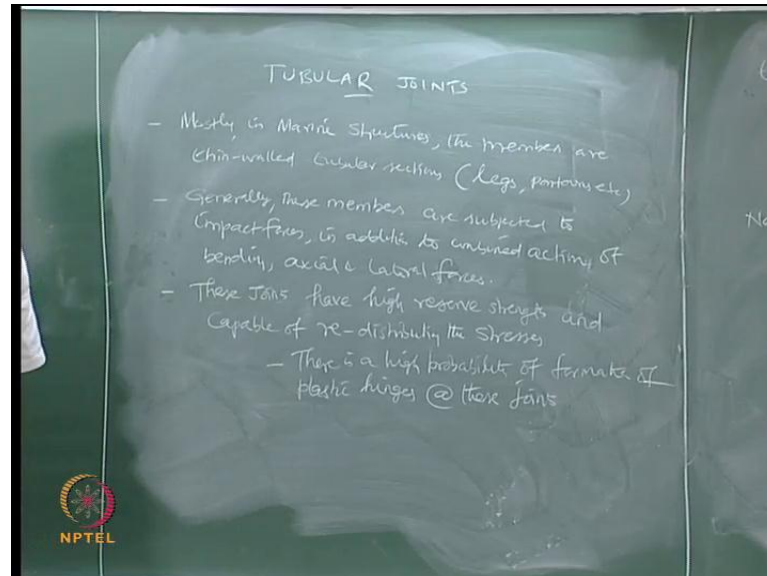 TUBULAR JOINTS
- Mostly, in Marine Structures, the member are
thin-walled tubular sections (legs, pontoons etc)
- Generally, these member are subjected to
impact forces, in addition to combined action of
bending, axial & lateral forces.
- These Joints have high reserve strength and
Capable of re-distributing the stresses
- There is a high probability of formation of
plastic hinges @ these joints
No
NPTEL